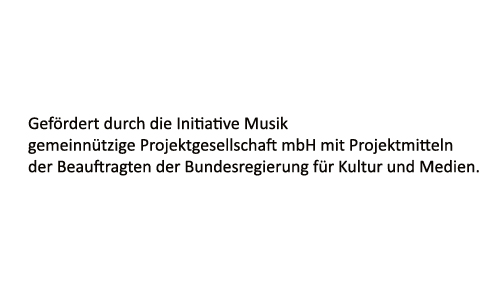 Gefördert durch die Initiative Musik
gemeinnützige Projektgesellschaft mbH mit Projektmitteln
der Beauftragten der Bundesregierung für Kultur und Medien.